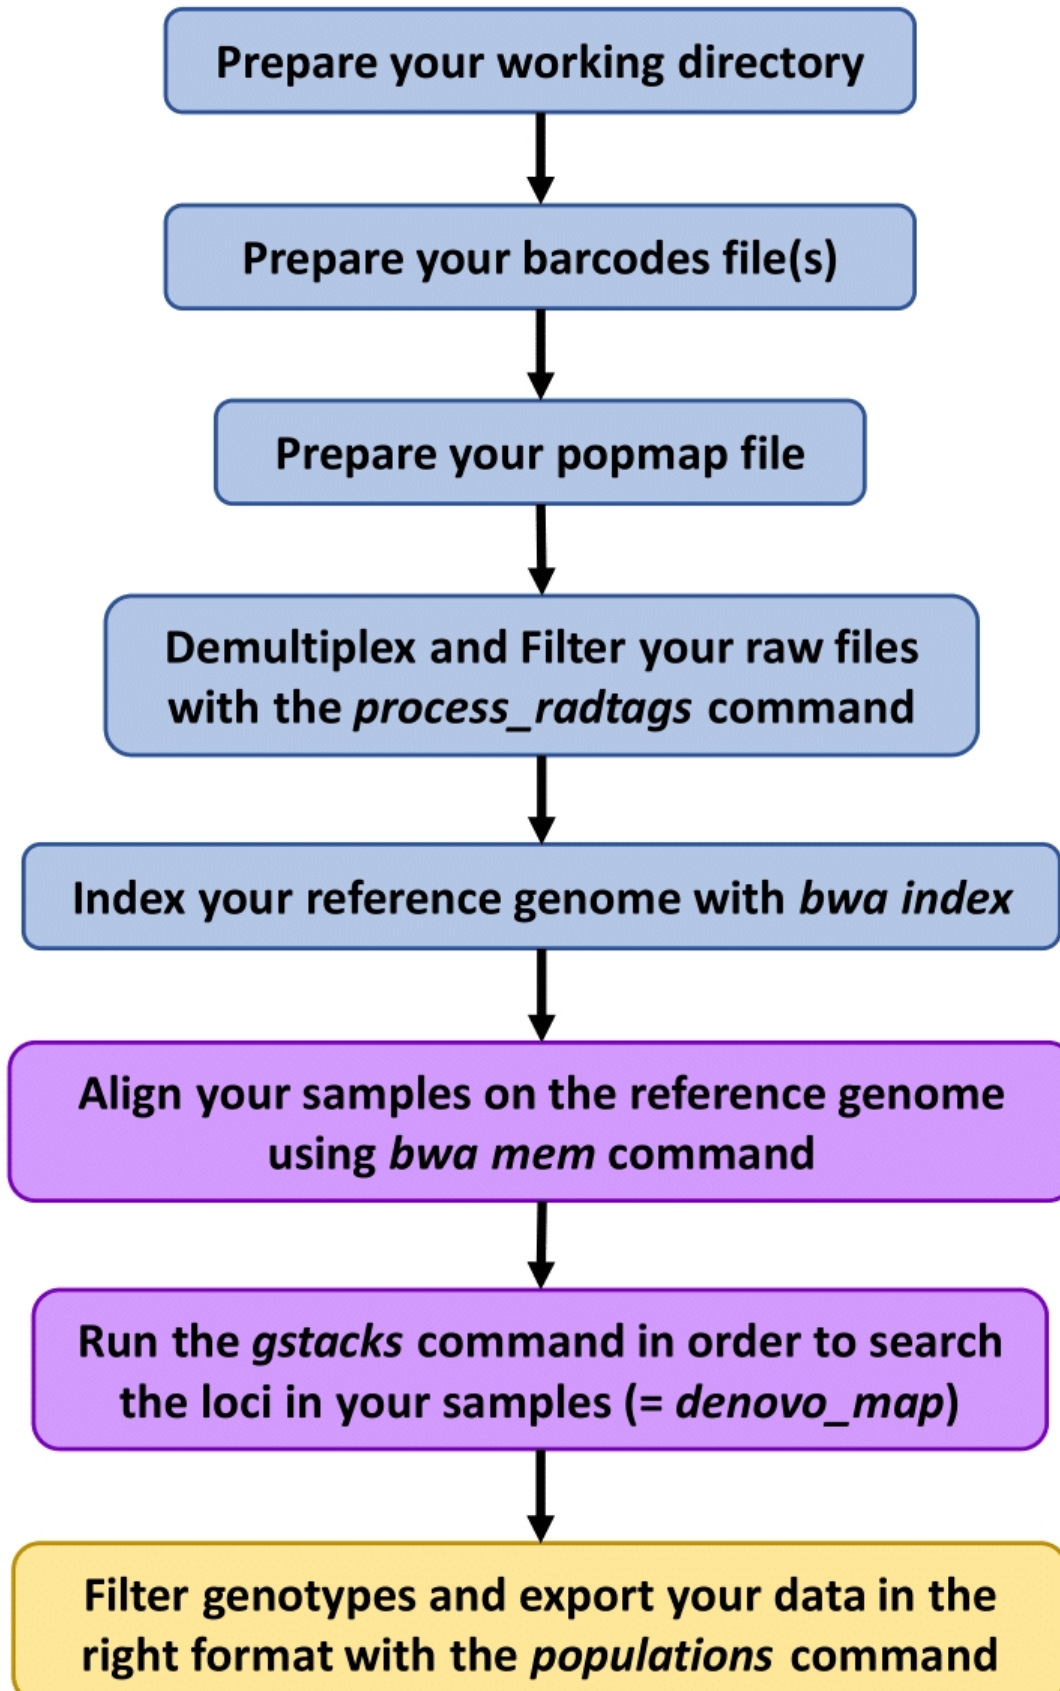 Prepare your working directory
Prepare your barcodes file(s)
Prepare your popmap file
Demultiplex and Filter your raw files
with the process_radtags command
Index your reference genome with bwa index
Align your samples on the reference genome
using bwa mem command
Run the gstacks command in order to search
the loci in your samples (= denovo_map)
Filter genotypes and export your data in the
right format with the populations command